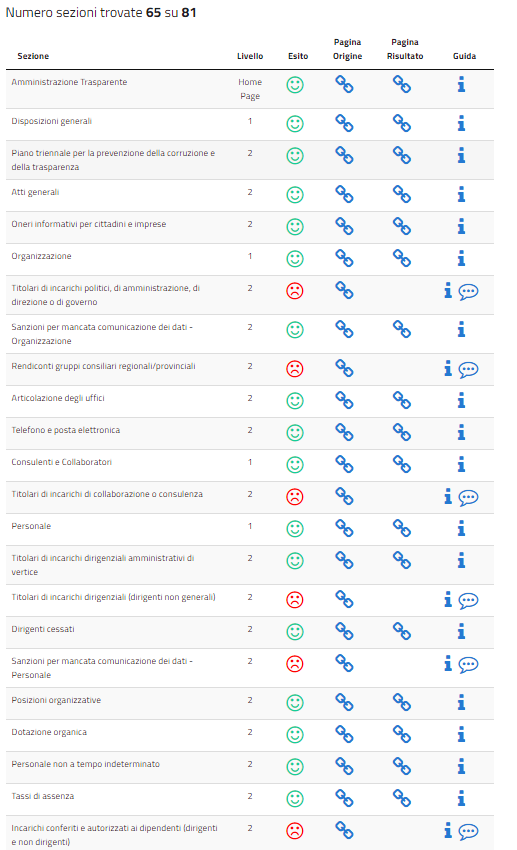 Numero sezioni trovate 65 su 81
Pagina Pagina
Sezione Livello Esito Origine Risultato Guida
Amministrazione Trasparente Home
Page
Disposizioni generali 1
Piano triennale per la prevenzione della corruzione e 2
della trasparenza
Atti generali 2
Oneri informativi per cittadini e imprese 2
Organizzazione 1
Titolari di incarichi politici, di amministrazione, di 2
direzione o di governo
Sanzioni per mancata comunicazione dei dati - 2
Organizzazione
Rendiconti gruppi consiliari regionali/provinciali 2
Articolazione degli uffici 2
Telefono e posta elettronica 2
Consulenti e Collaboratori 1
Titolari di incarichi di collaborazione o consulenza 2
Personale 1
Titolari di incarichi dirigenziali amministrativi di 2
vertice
Titolari di incarichi dirigenziali (dirigenti non generali) 2
Dirigenti cessati 2
Sanzioni per mancata comunicazione dei dati - 2
Personale
Posizioni organizzative 2
Dotazione organica 2
Personale non a tempo indeterminato 2
Tassi di assenza 2
Incarichi conferiti e autorizzati ai dipendenti (dirigenti 2
e non dirigenti)